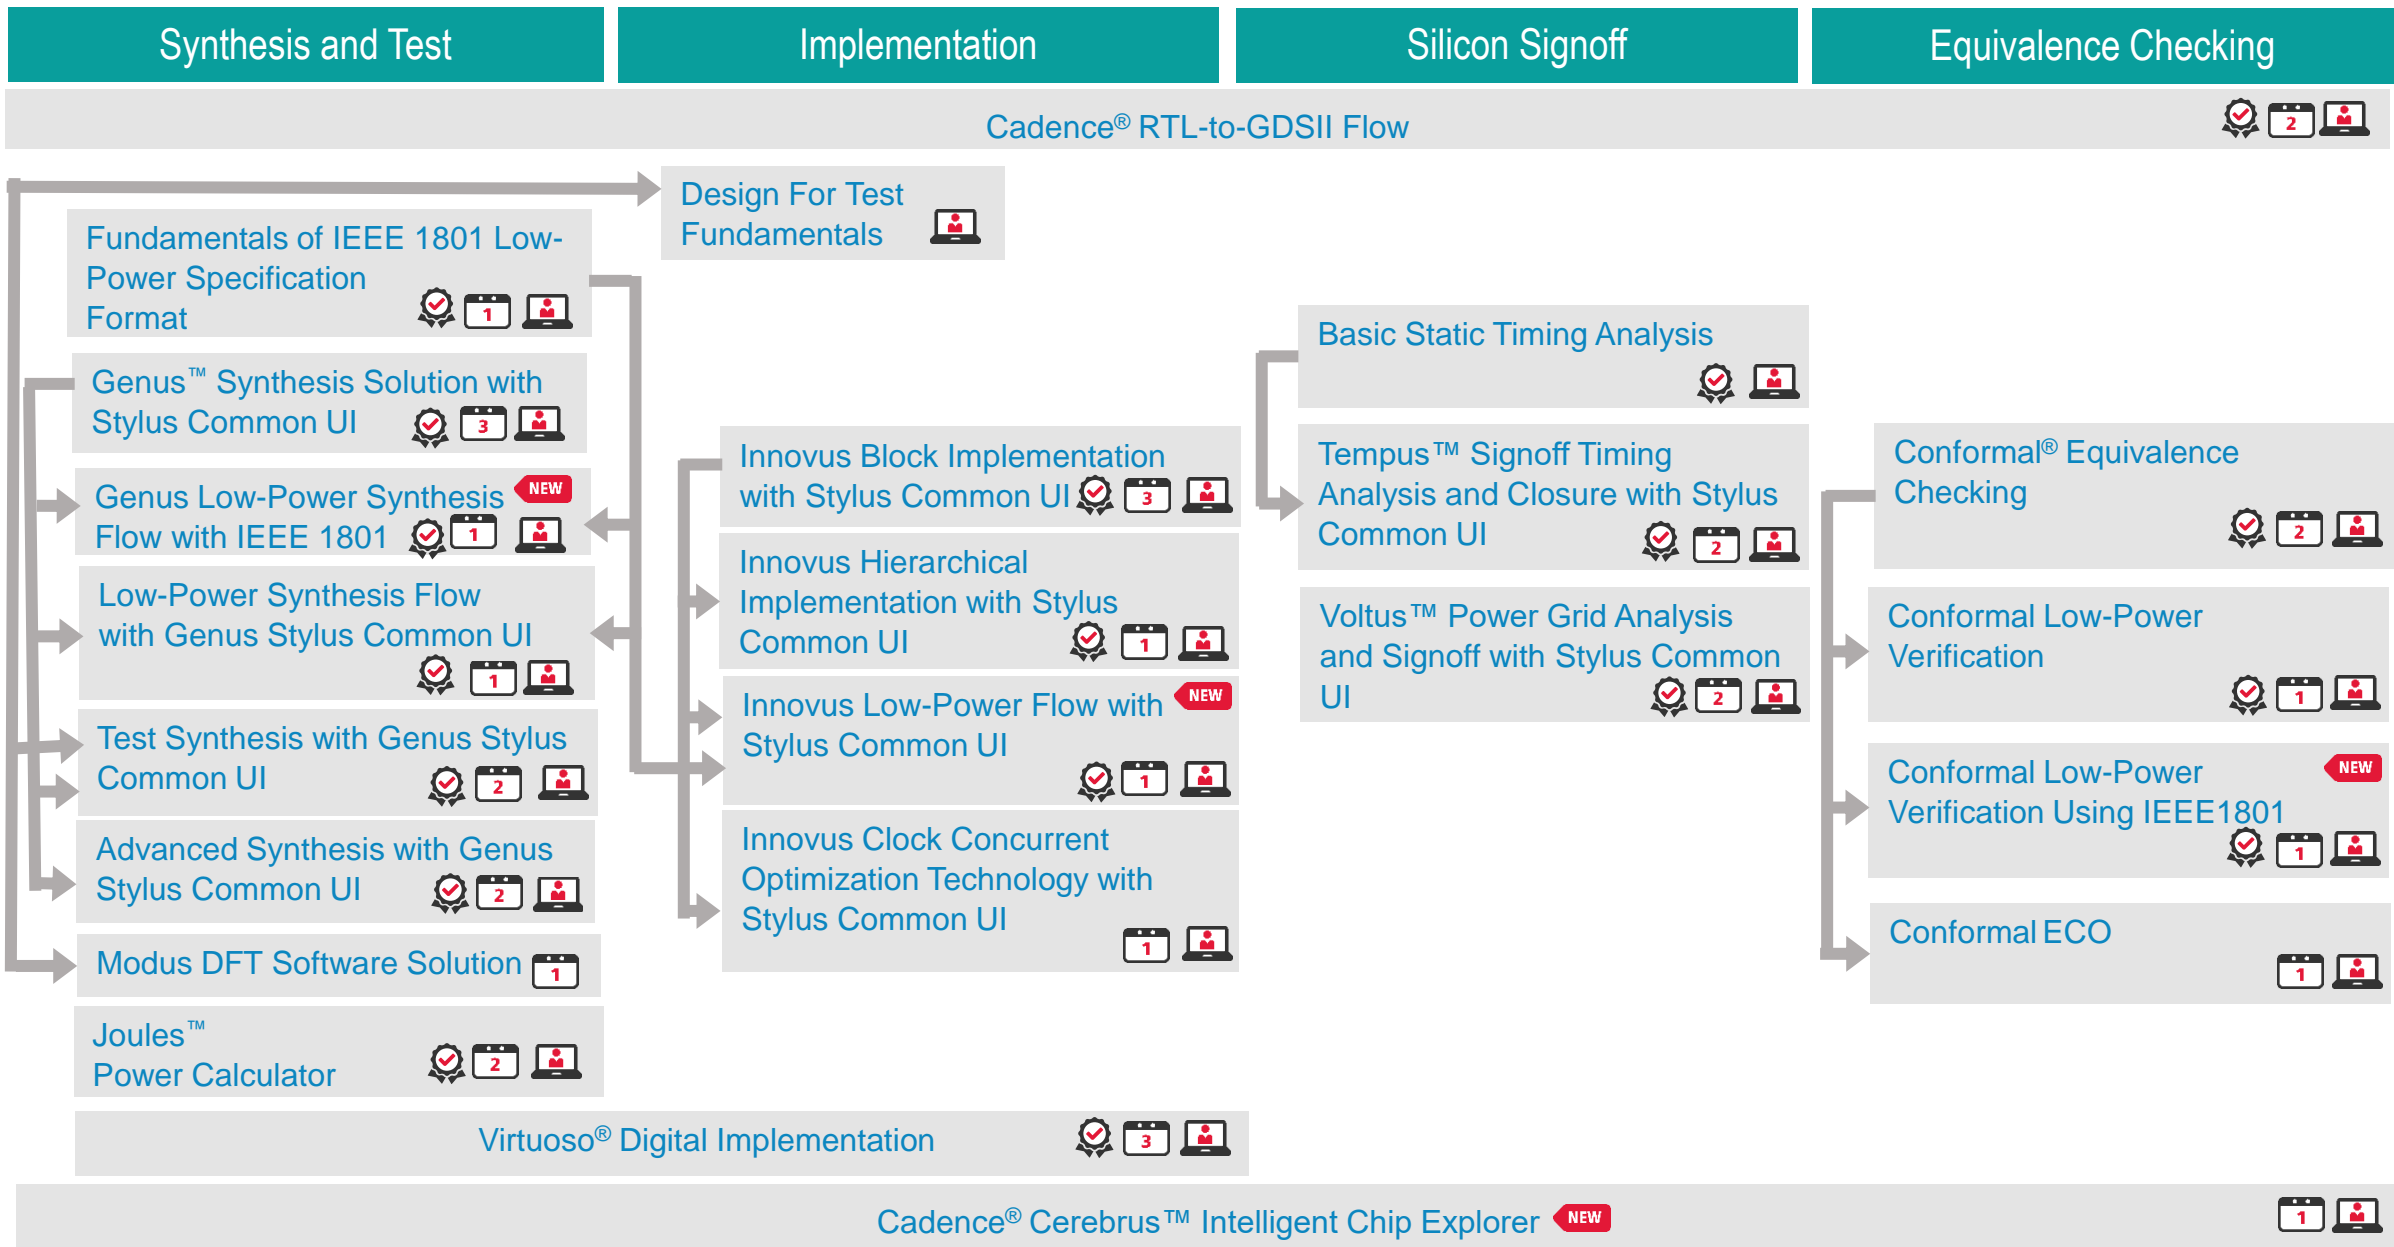 Synthesis and Test
Implementation
Silicon Signoff
Equivalence Checking
Cadence® RTL-to-GDSII Flow
2
Design For Test
Fundamentals
Fundamentals of IEEE 1801 Low-
Power Specification
Format
1
Genus™ Synthesis Solution with
Stylus Common UI
3
Genus Low-Power Synthesis
NEW
Flow with IEEE 1801
1
Low-Power Synthesis Flow
with Genus Stylus Common UI
1
Test Synthesis with Genus Stylus
Common UI
2
Advanced Synthesis with Genus
Stylus Common UI
2
Modus DFT Software Solution
1
Joules™
Power Calculator
2
Innovus Block Implementation
with Stylus Common UI
3
Innovus Hierarchical
Implementation with Stylus
Common UI
1
Innovus Low-Power Flow with
NEW
Stylus Common UI
1
Innovus Clock Concurrent
Optimization Technology with
Stylus Common UI
1
Basic Static Timing Analysis
Tempus™ Signoff Timing
Analysis and Closure with Stylus
Common UI
2
Voltus™ Power Grid Analysis
and Signoff with Stylus Common
UI
2
Conformal® Equivalence
Checking
2
Conformal Low-Power
Verification
1
Conformal Low-Power
NEW
Verification Using IEEE1801
1
Conformal ECO
1
Virtuoso® Digital Implementation
3
Cadence® Cerebrus™ Intelligent Chip Explorer
NEW
1